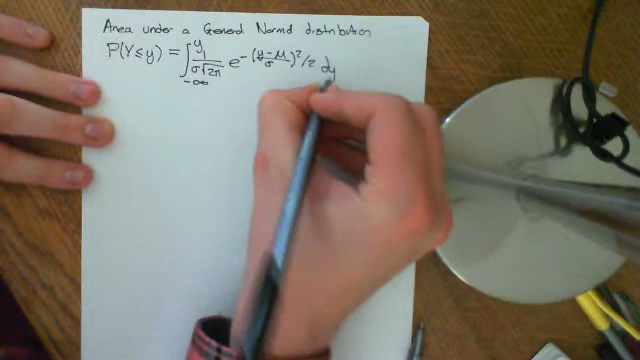 Area under a General Normal distribution
P(Y ≤ y) = ∫_{-∞}^{y} 1/(σ√2π) e^{-((y-μ)/σ)²/2} dy